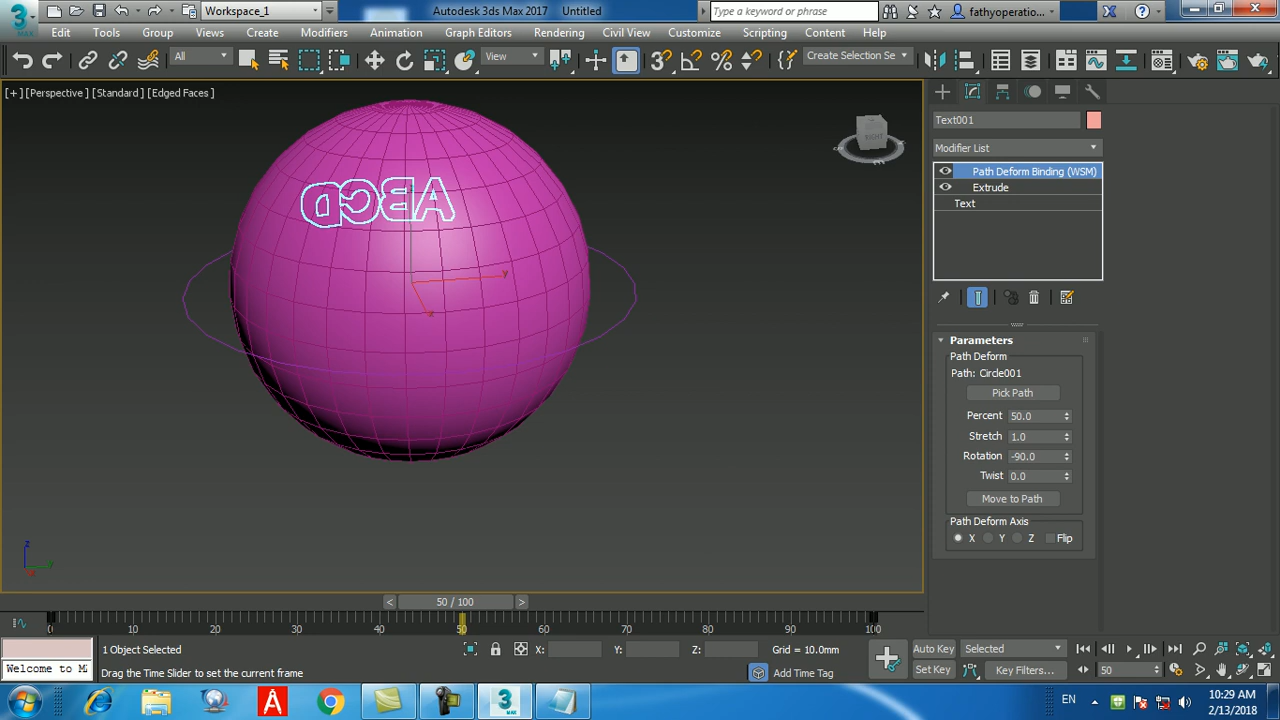 Workspace_1
Autodesk 3ds Max 2017
Untitled
Type a keyword or phrase
fathyoperation...
3
MAX
Edit
Tools
Group
Views
Create
Modifiers
Animation
Graph Editors
Rendering
Civil View
Customize
Scripting
Content
Help
All
View
Create Selection Se
[+] [Perspective] [Standard] [Edged Faces]
RIGHT
ABCD
y
x
z
Text001
Modifier List
Path Deform Binding (WSM)
Extrude
Text
Parameters
Path Deform
Path: Circle001
Pick Path
Percent 50.0
Stretch 1.0
Rotation -90.0
Twist 0.0
Move to Path
Path Deform Axis
X Y Z Flip
< 50 / 100 >
0 10 20 30 40 50 60 70 80 90 100
1 Object Selected
X:
Y:
Z:
Grid = 10.0mm
Auto Key
Selected
Welcome to M
Drag the Time Slider to set the current frame
Add Time Tag
Set Key
Key Filters...
50
EN
10:29 AM
2/13/2018